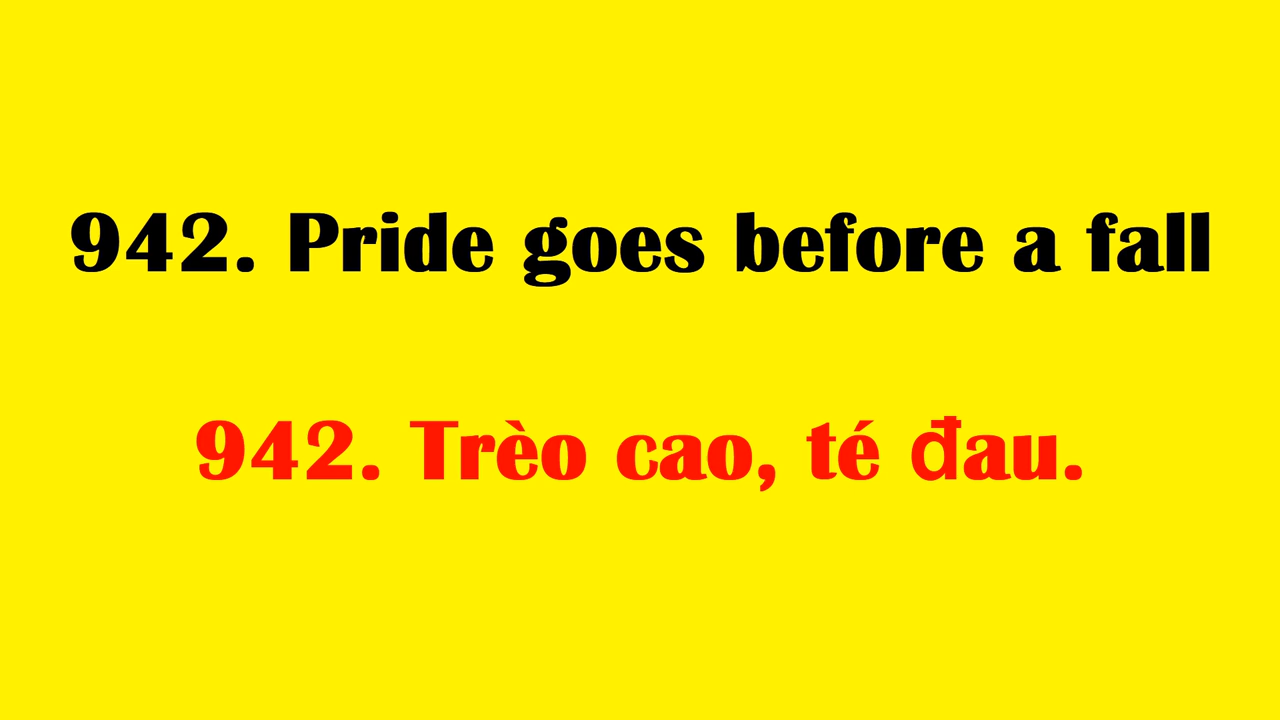 942. Pride goes before a fall
942. Trèo cao, té đau.